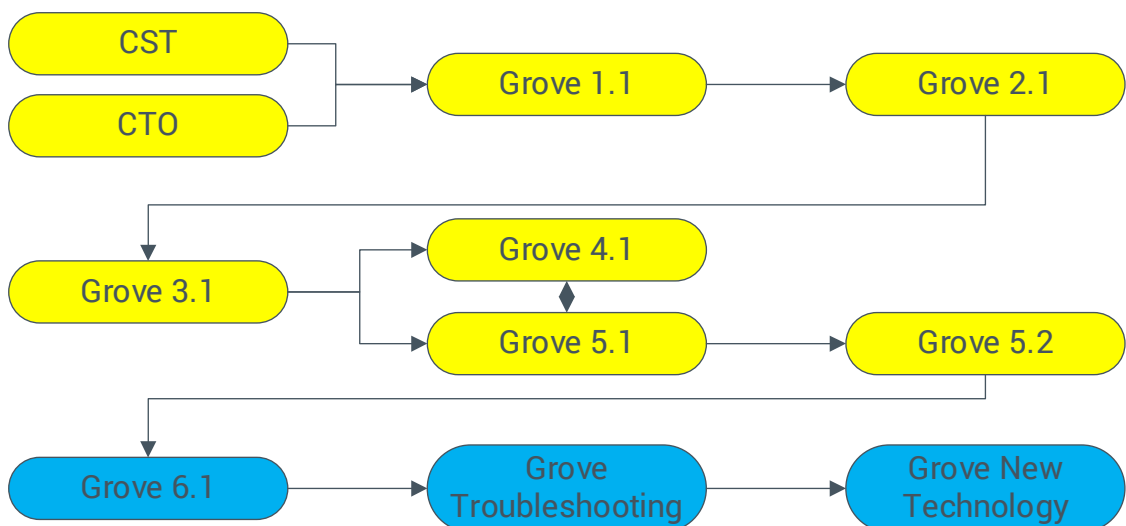 CST
CTO
Grove 1.1
Grove 2.1
Grove 3.1
Grove 4.1
Grove 5.1
Grove 5.2
Grove 6.1
Grove
Troubleshooting
Grove New
Technology